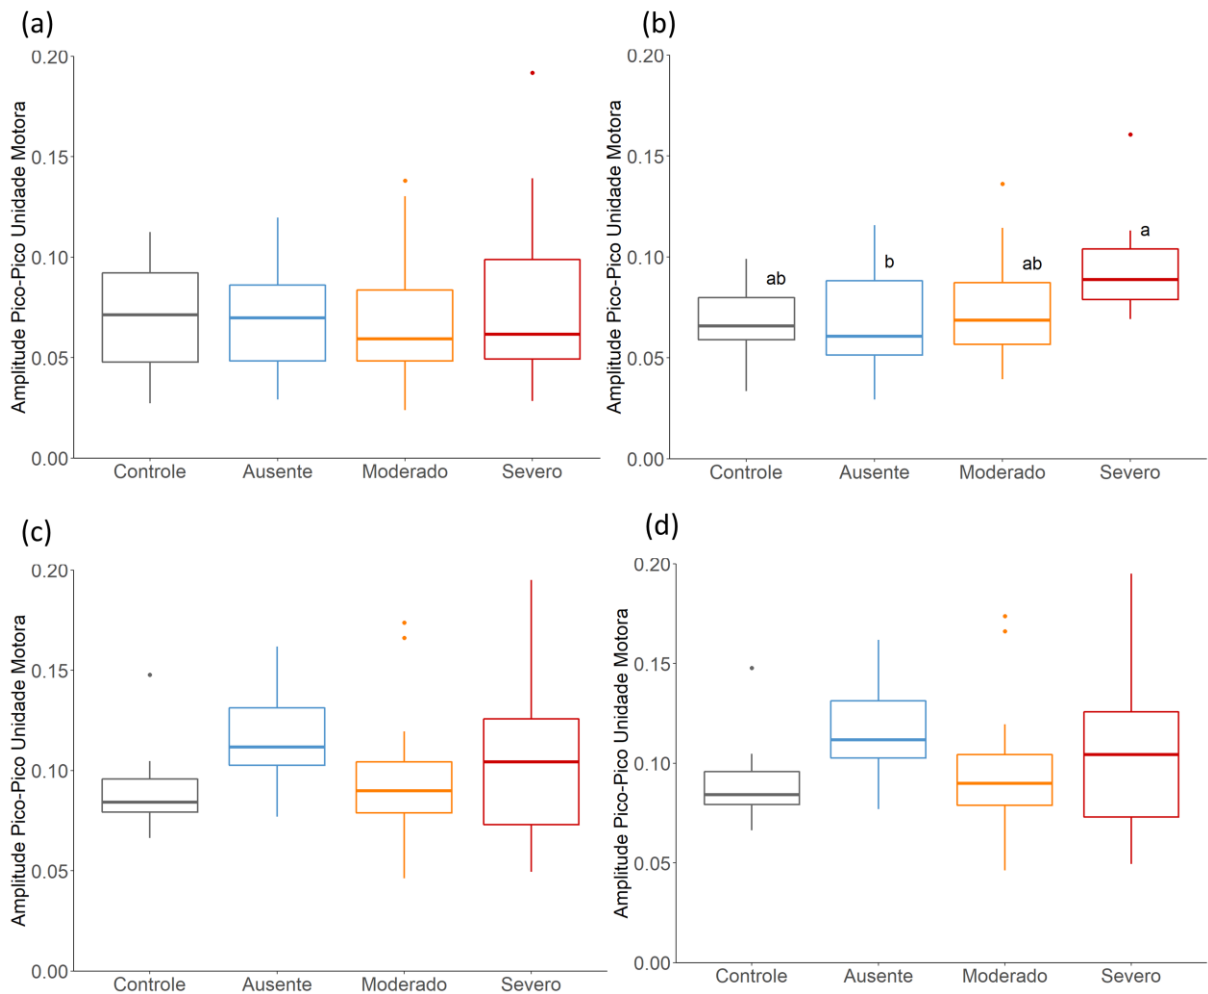 (a)
Amplitude Pico-Pico Unidade Motora
0.20
0.15
0.10
0.05
0.00
Controle Ausente Moderado Severo
(b)
Amplitude Pico-Pico Unidade Motora
0.20
0.15
0.10
0.05
0.00
ab b ab a
Controle Ausente Moderado Severo
(c)
Amplitude Pico-Pico Unidade Motora
0.20
0.15
0.10
0.05
0.00
Controle Ausente Moderado Severo
(d)
Amplitude Pico-Pico Unidade Motora
0.20
0.15
0.10
0.05
0.00
Controle Ausente Moderado Severo